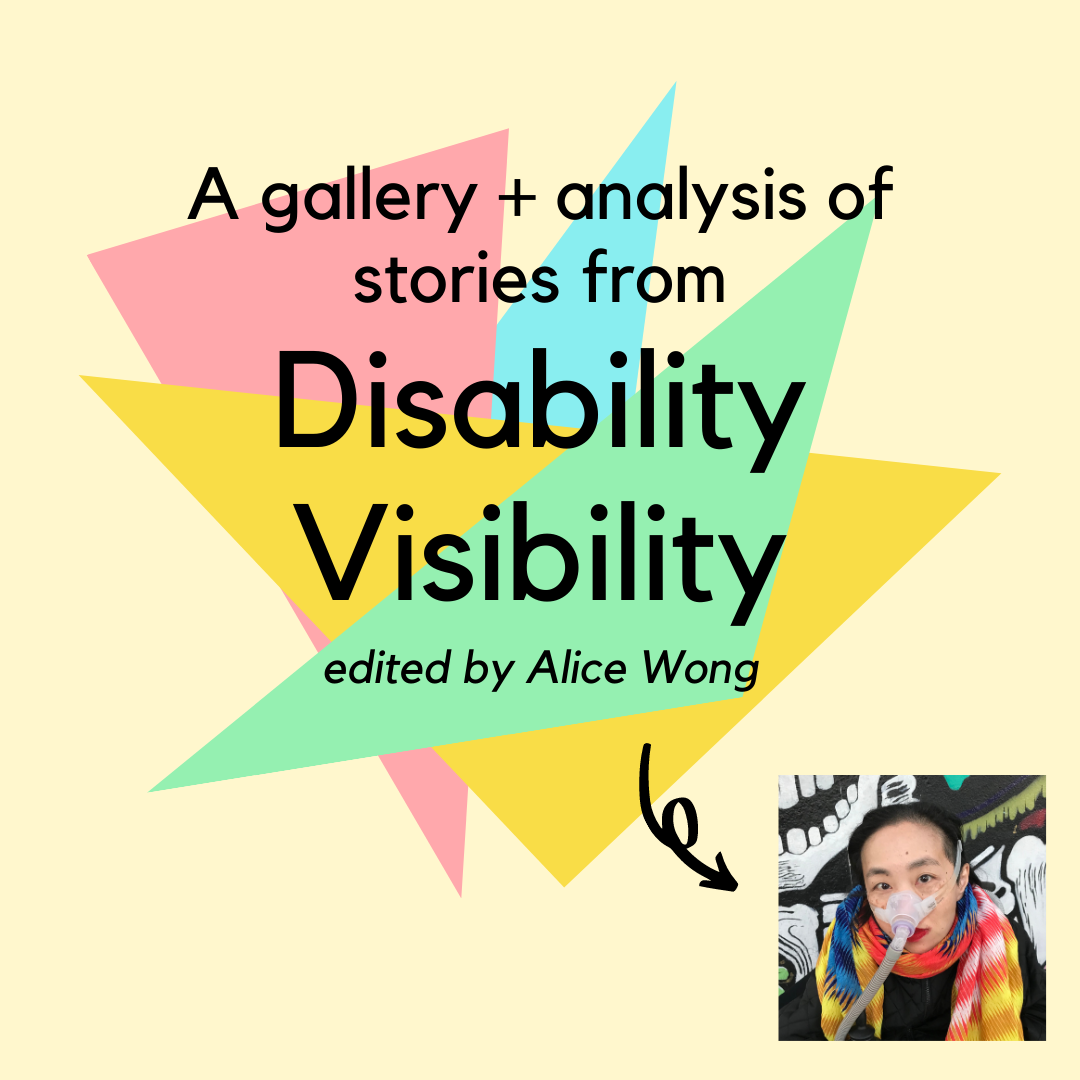 A gallery + analysis of
stories from
Disability
Visibility
edited by Alice Wong